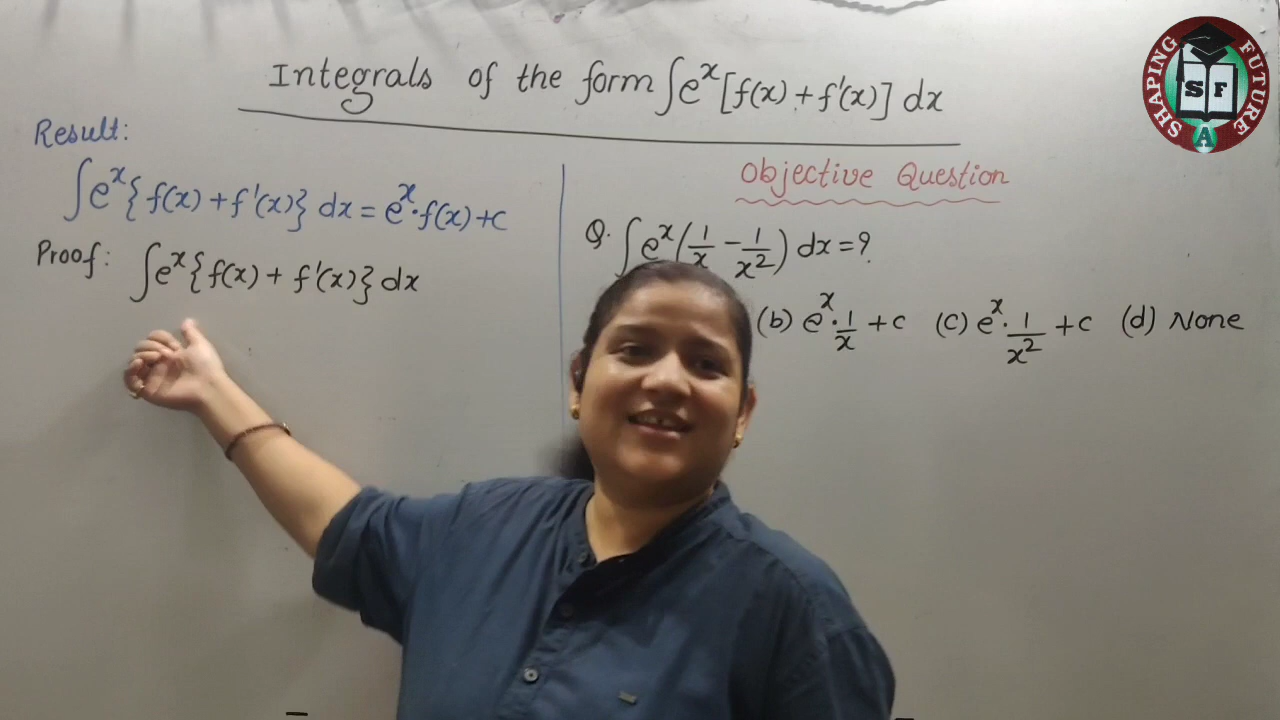 Integrals of the form ∫eˣ[f(x) + f'(x)] dx
SHAPING A FUTURE
S F
Result:
∫eˣ{f(x) + f'(x)} dx = eˣ·f(x) + c
Proof: ∫eˣ{f(x) + f'(x)} dx
Objective Question
Q. ∫eˣ(1/x − 1/x²) dx = ?
(b) eˣ·1/x + c (c) eˣ·1/x² + c (d) None